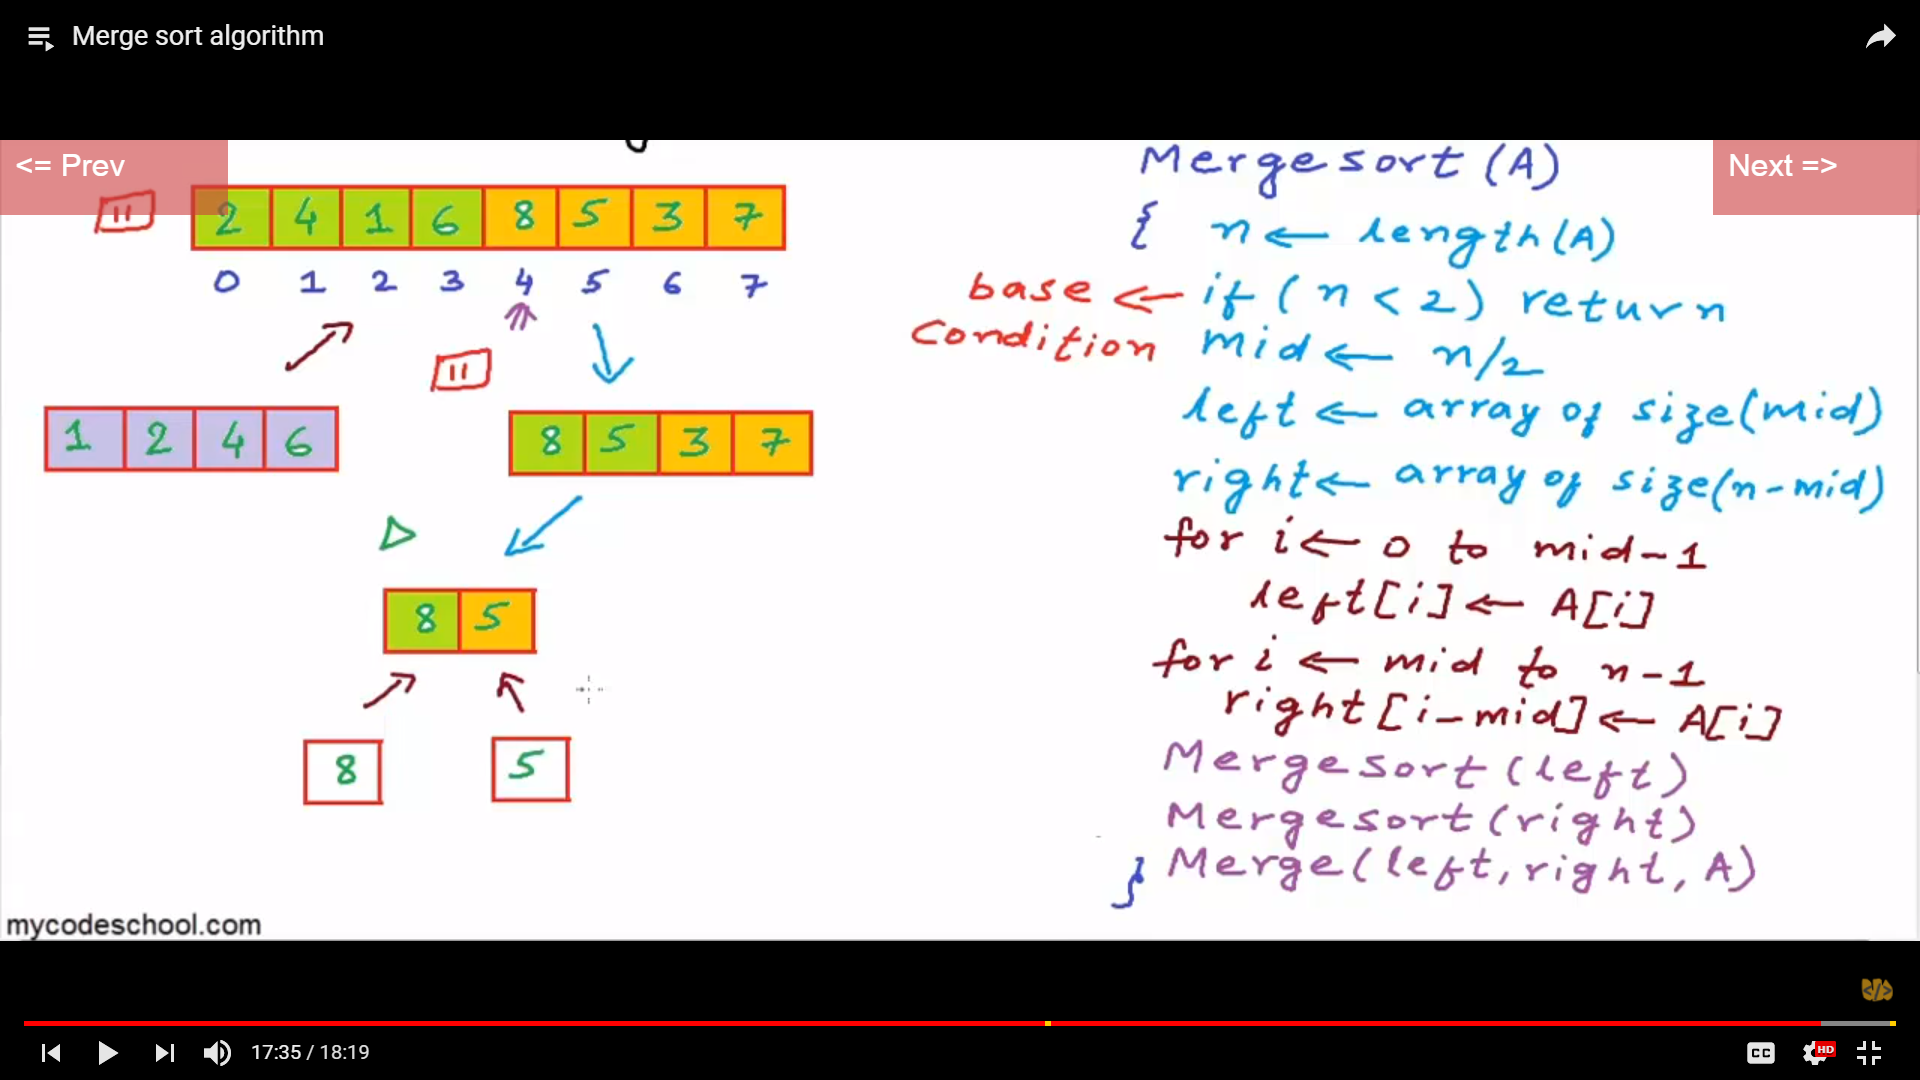 Merge sort algorithm
<= Prev
Next =>
2 4 1 6 8 5 3 7
0 1 2 3 4 5 6 7
1 2 4 6
8 5 3 7
8 5
8
5
mycodeschool.com
Mergesort (A)
{ n ← length(A)
base condition ← if ( n < 2 ) return
mid ← n/2
left ← array of size(mid)
right ← array of size(n-mid)
for i ← 0 to mid-1
left[i] ← A[i]
for i ← mid to n-1
right[i-mid] ← A[i]
Mergesort (left)
Mergesort (right)
} Merge(left, right, A)
17:35 / 18:19
CC
HD